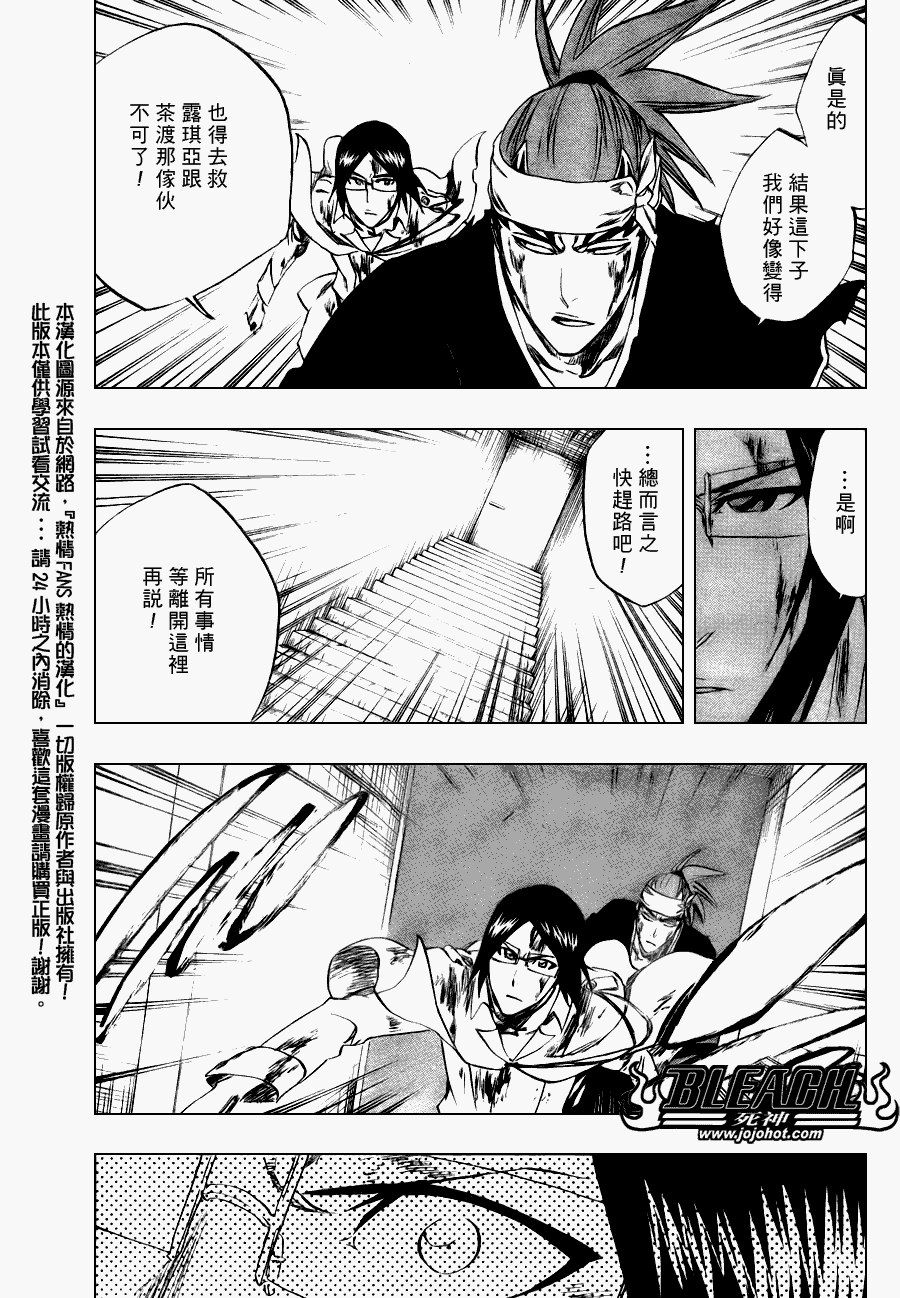 眞是的
結果這下子
我們好像變得
也得去救
露琪亞跟
茶渡那傢伙
不可了！
…是啊
…總而言之
快趕路吧！
所有事情
等離開這裡
再說！
本漢化圖源來自於網路，『熱情FANS 熱情的漢化』一切版權歸原作者與出版社擁有！
此版本僅供學習試看交流… 請 24 小時之內消除，喜歡這套漫畫請購買正版！謝謝。
BLEACH
死神
www.jojohot.com